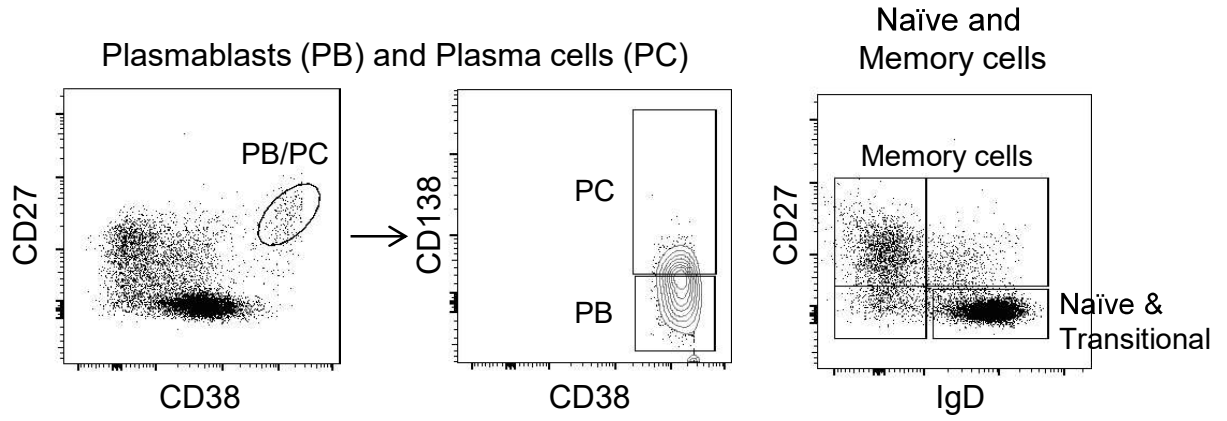 Plasmablasts (PB) and Plasma cells (PC)
Naïve and
Memory cells
PB/PC
CD27
CD38
PC
PB
CD138
CD38
Memory cells
CD27
Naïve &
Transitional
IgD